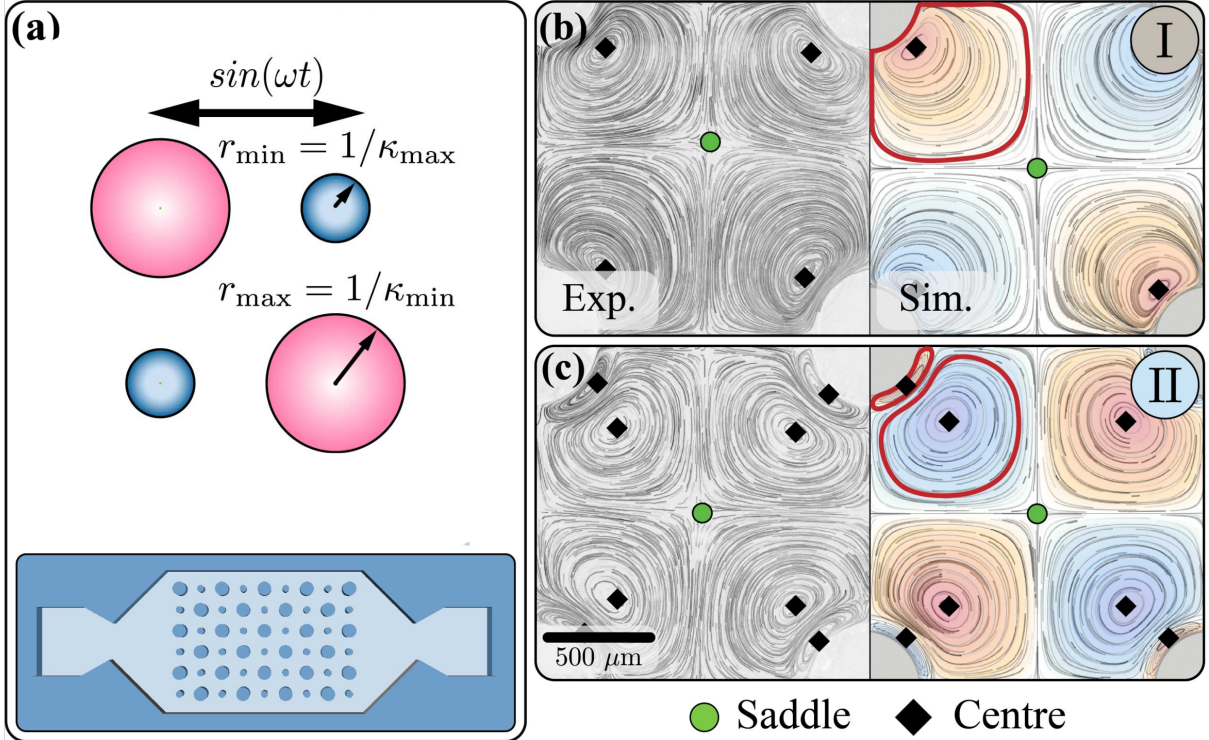 (a)
sin(ωt)
r_min = 1/κ_max
r_max = 1/κ_min
(b)
Exp.
Sim.
I
(c)
II
500 μm
Saddle
Centre